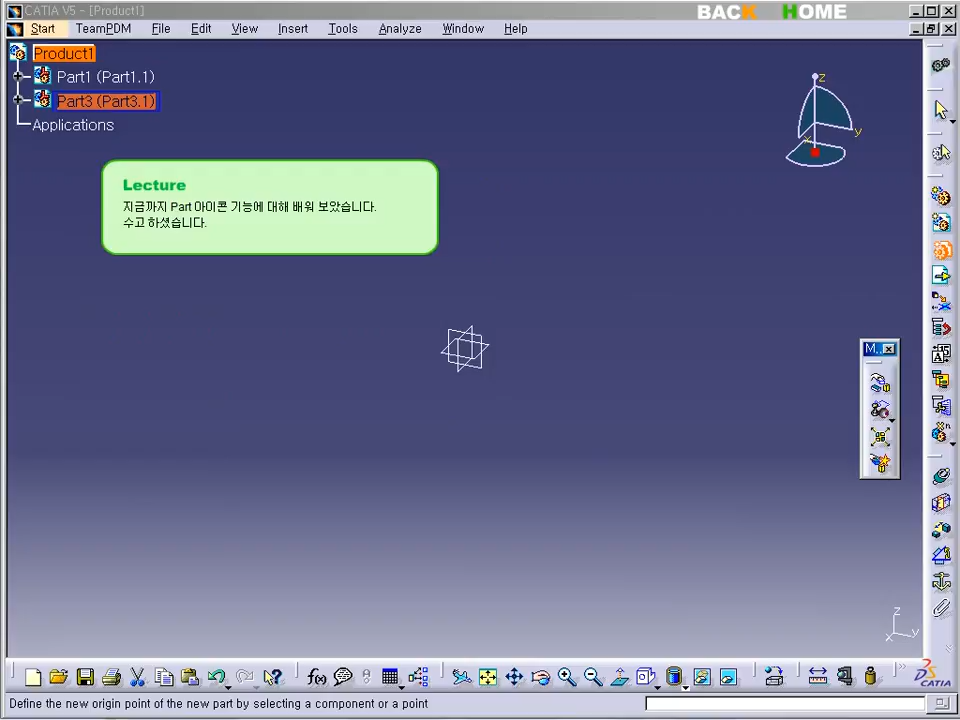 CATIA V5 - [Product1]
BACK HOME
Start TeamPDM File Edit View Insert Tools Analyze Window Help
Product1
Part1 (Part1.1)
Part3 (Part3.1)
Applications
z
y
x
Lecture
지금까지 Part 아이콘 기능에 대해 배워 보았습니다.
수고 하셨습니다.
M..
z
x y
f(x)
CATIA
Define the new origin point of the new part by selecting a component or a point